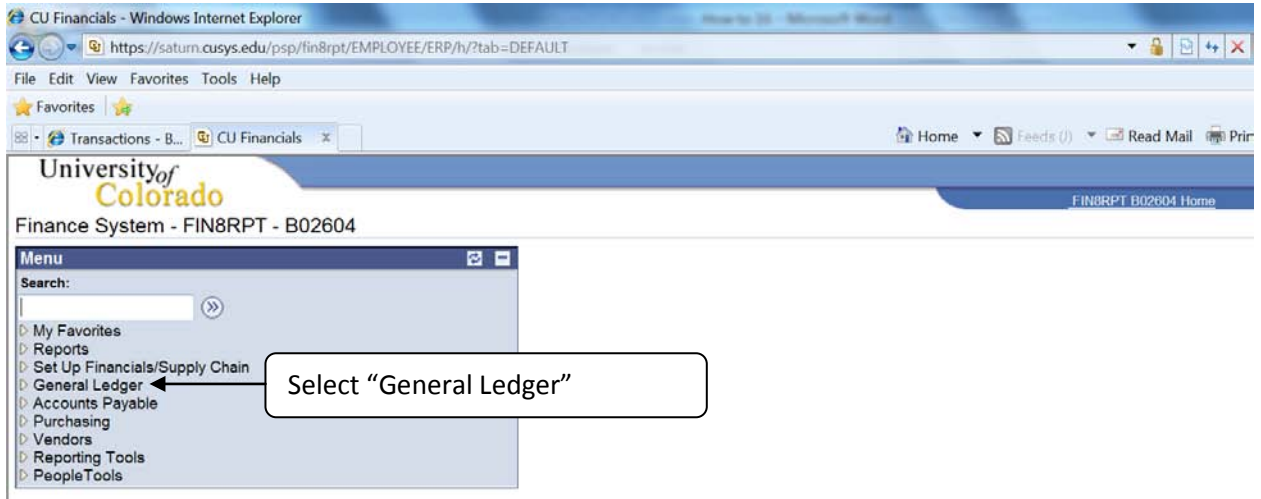 CU Financials - Windows Internet Explorer
How to 16 - Microsoft Word
https://saturn.cusys.edu/psp/fin8rpt/EMPLOYEE/ERP/h/?tab=DEFAULT
File Edit View Favorites Tools Help
Favorites
Transactions - B... CU Financials x Home Feeds (J) Read Mail Prin
University of
Colorado
FIN8RPT B02604 Home
Finance System - FIN8RPT - B02604
Menu
Search:
My Favorites
Reports
Set Up Financials/Supply Chain
General Ledger
Select “General Ledger”
Accounts Payable
Purchasing
Vendors
Reporting Tools
PeopleTools